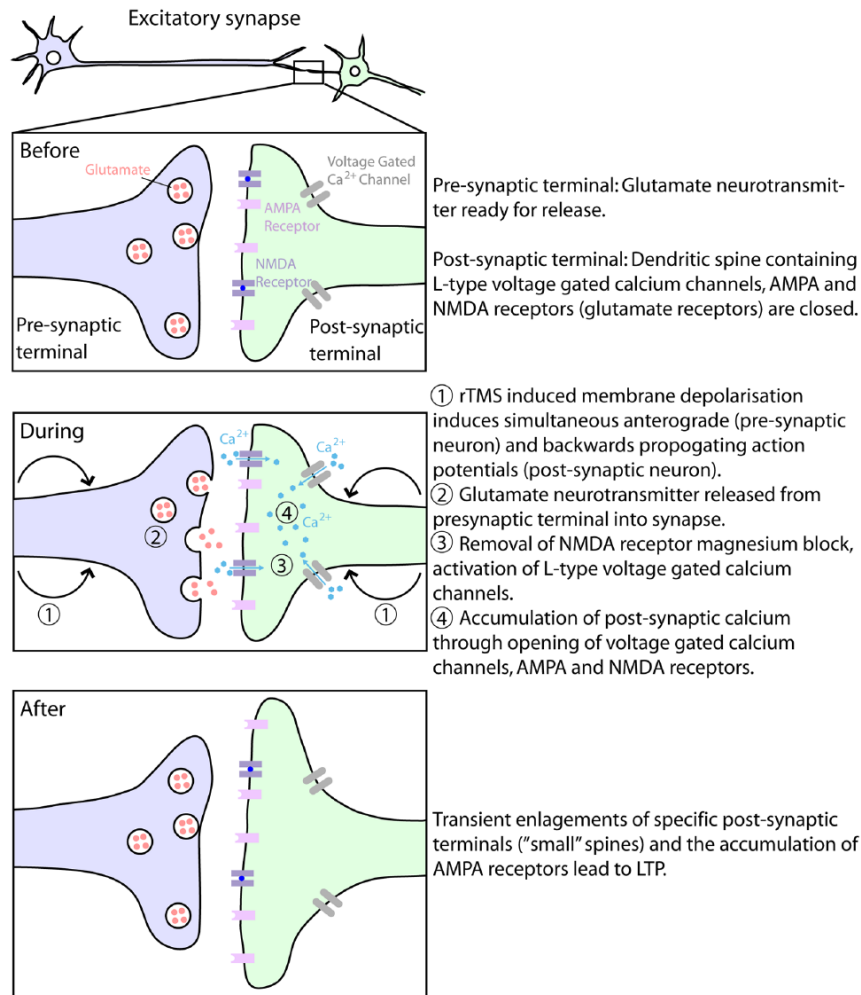 Excitatory synapse
Before
Glutamate
Voltage Gated
Ca²⁺ Channel
AMPA
Receptor
NMDA
Receptor
Pre-synaptic
terminal
Post-synaptic
terminal
Pre-synaptic terminal: Glutamate neurotransmit-
ter ready for release.
Post-synaptic terminal: Dendritic spine containing
L-type voltage gated calcium channels, AMPA and
NMDA receptors (glutamate receptors) are closed.
During
Ca²⁺
Ca²⁺
④
Ca²⁺
②
③
①
①
① rTMS induced membrane depolarisation
induces simultaneous anterograde (pre-synaptic
neuron) and backwards propogating action
potentials (post-synaptic neuron).
② Glutamate neurotransmitter released from
presynaptic terminal into synapse.
③ Removal of NMDA receptor magnesium block,
activation of L-type voltage gated calcium
channels.
④ Accumulation of post-synaptic calcium
through opening of voltage gated calcium
channels, AMPA and NMDA receptors.
After
Transient enlagements of specific post-synaptic
terminals ("small" spines) and the accumulation of
AMPA receptors lead to LTP.